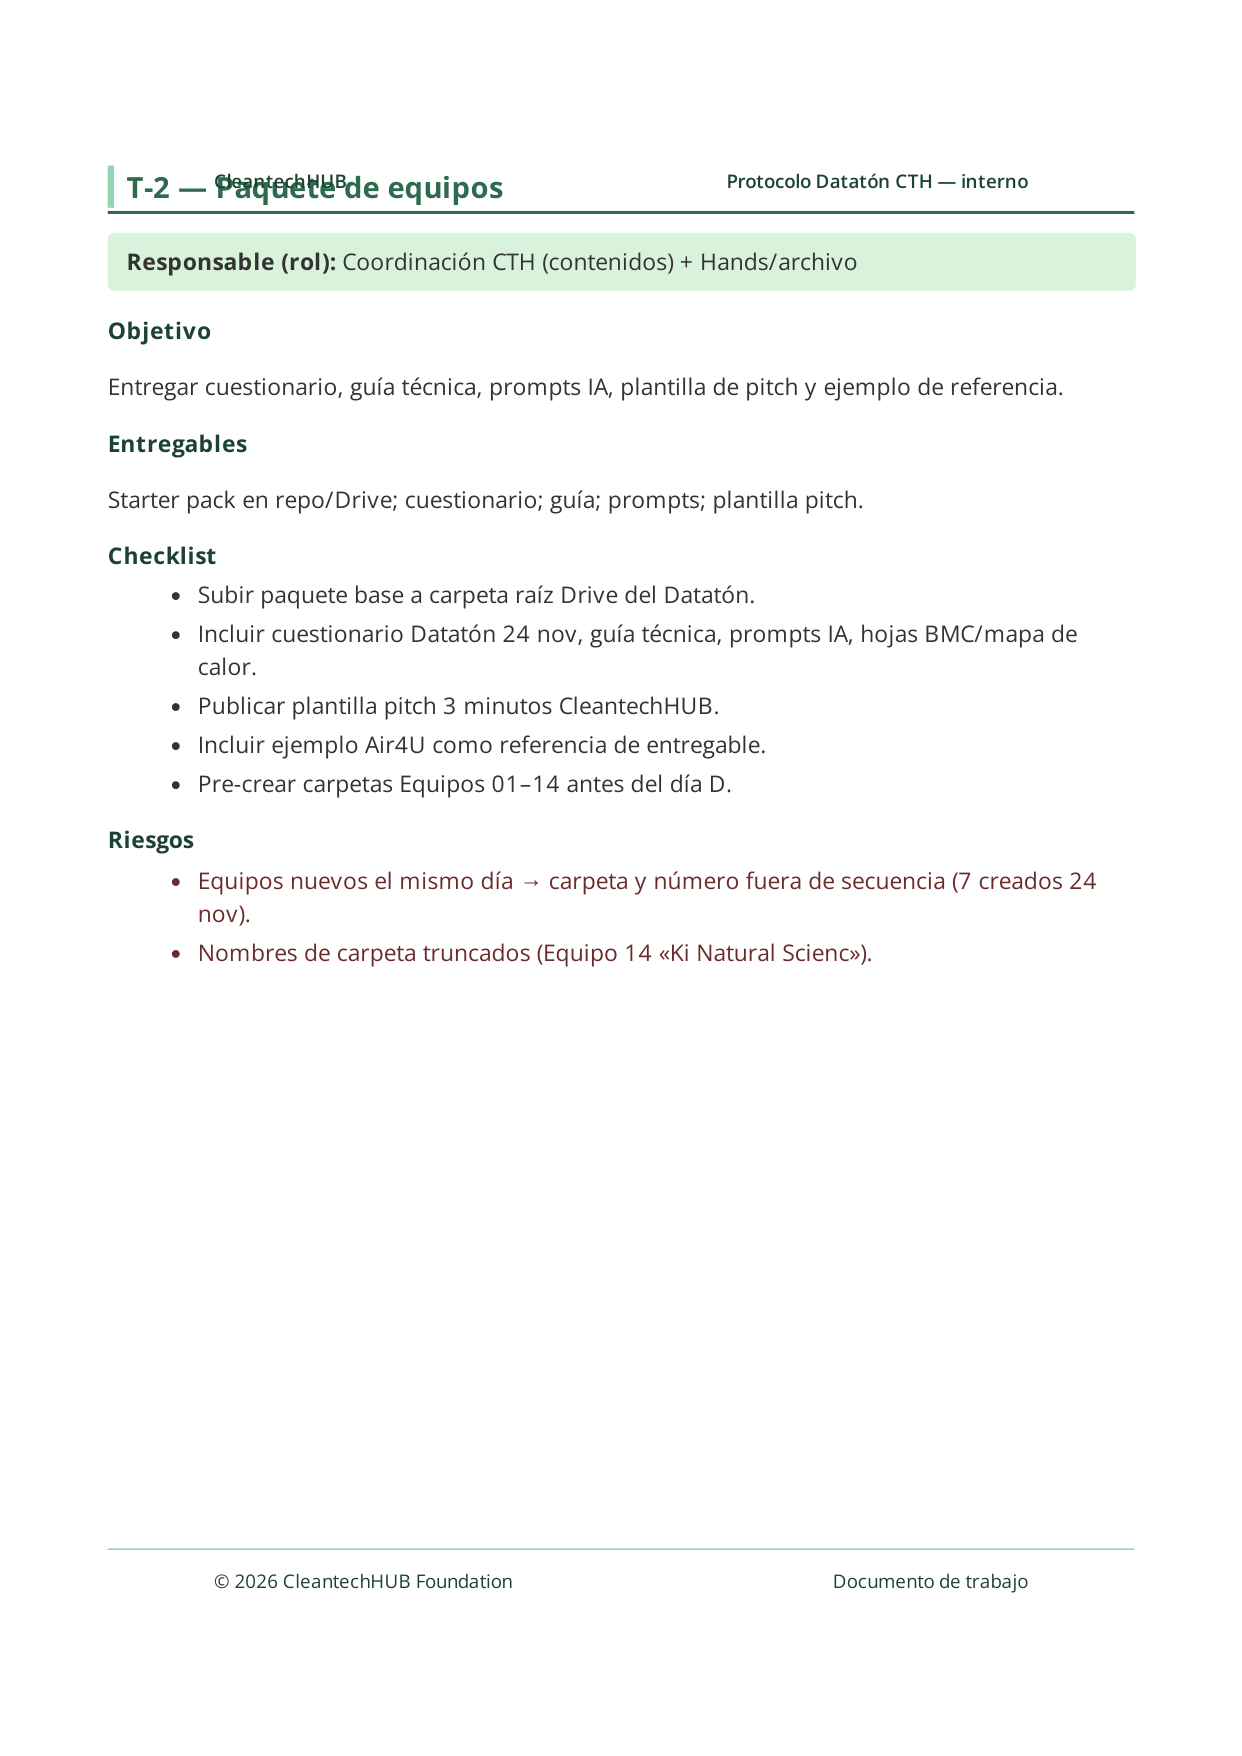 CleantechHUB
Protocolo Datatón CTH — interno
T-2 — Paquete de equipos
Responsable (rol): Coordinación CTH (contenidos) + Hands/archivo
Objetivo
Entregar cuestionario, guía técnica, prompts IA, plantilla de pitch y ejemplo de referencia.
Entregables
Starter pack en repo/Drive; cuestionario; guía; prompts; plantilla pitch.
Checklist
• Subir paquete base a carpeta raíz Drive del Datatón.
• Incluir cuestionario Datatón 24 nov, guía técnica, prompts IA, hojas BMC/mapa de
calor.
• Publicar plantilla pitch 3 minutos CleantechHUB.
• Incluir ejemplo Air4U como referencia de entregable.
• Pre-crear carpetas Equipos 01–14 antes del día D.
Riesgos
• Equipos nuevos el mismo día → carpeta y número fuera de secuencia (7 creados 24
nov).
• Nombres de carpeta truncados (Equipo 14 «Ki Natural Scienc»).
© 2026 CleantechHUB Foundation
Documento de trabajo